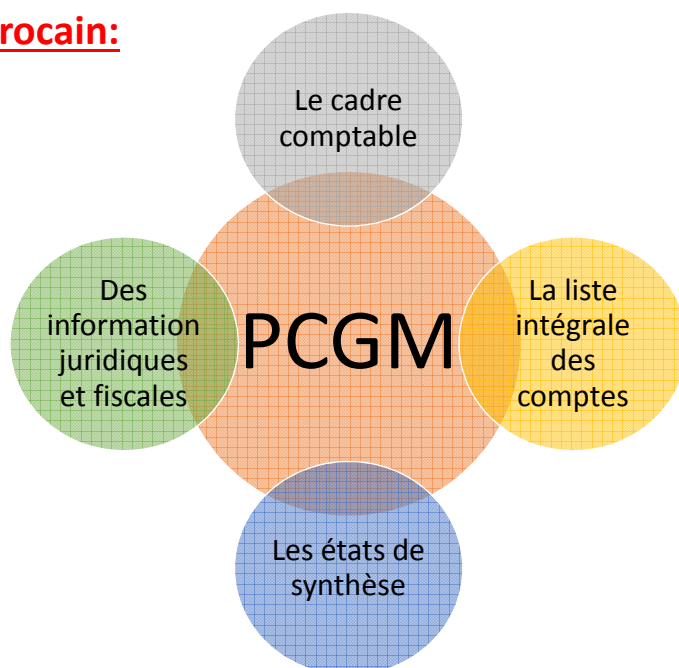 rocain:
Le cadre
comptable
Des
information
juridiques
et fiscales
PCGM
La liste
intégrale
des
comptes
Les états de
synthèse